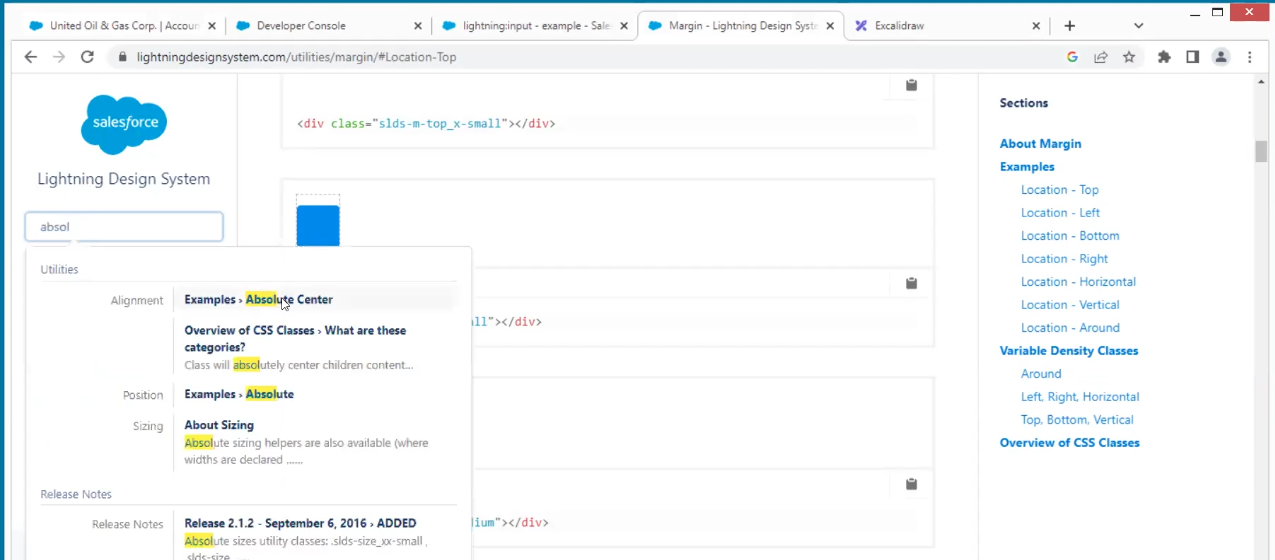 United Oil & Gas Corp. | Accoun
Developer Console
lightning:input - example - Sale
Margin - Lightning Design Syste
Excalidraw
lightningdesignsystem.com/utilities/margin/#Location-Top
salesforce
Lightning Design System
absol
Utilities
Alignment
Examples › Absolute Center
Overview of CSS Classes › What are these
categories?
Class will absolutely center children content...
Position
Examples › Absolute
Sizing
About Sizing
Absolute sizing helpers are also available (where
widths are declared ......
Release Notes
Release Notes
Release 2.1.2 - September 6, 2016 › ADDED
Absolute sizes utility classes: .slds-size_xx-small ,
.slds-size_...
<div class="slds-m-top_x-small"></div>
all"></div>
ium"></div>
Sections
About Margin
Examples
Location - Top
Location - Left
Location - Bottom
Location - Right
Location - Horizontal
Location - Vertical
Location - Around
Variable Density Classes
Around
Left, Right, Horizontal
Top, Bottom, Vertical
Overview of CSS Classes